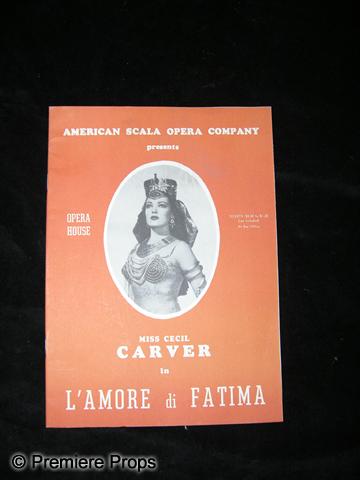 AMERICAN SCALA OPERA COMPANY
presents
OPERA
HOUSE
MISS CECIL
CARVER
in
L'AMORE di FATIMA
© Premiere Props